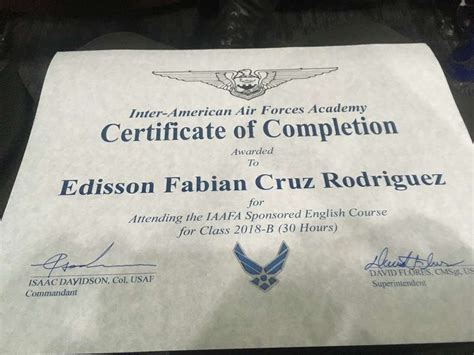 Inter-American Air Forces Academy
Certificate of Completion
Awarded
To
Edisson Fabian Cruz Rodriguez
for
Attending the IAAFA Sponsored English Course
for Class 2018-B (30 Hours)
ISAAC DAVIDSON, Col, USAF
Commandant
DAVID FLORES, CMSgt, US
Superintendent